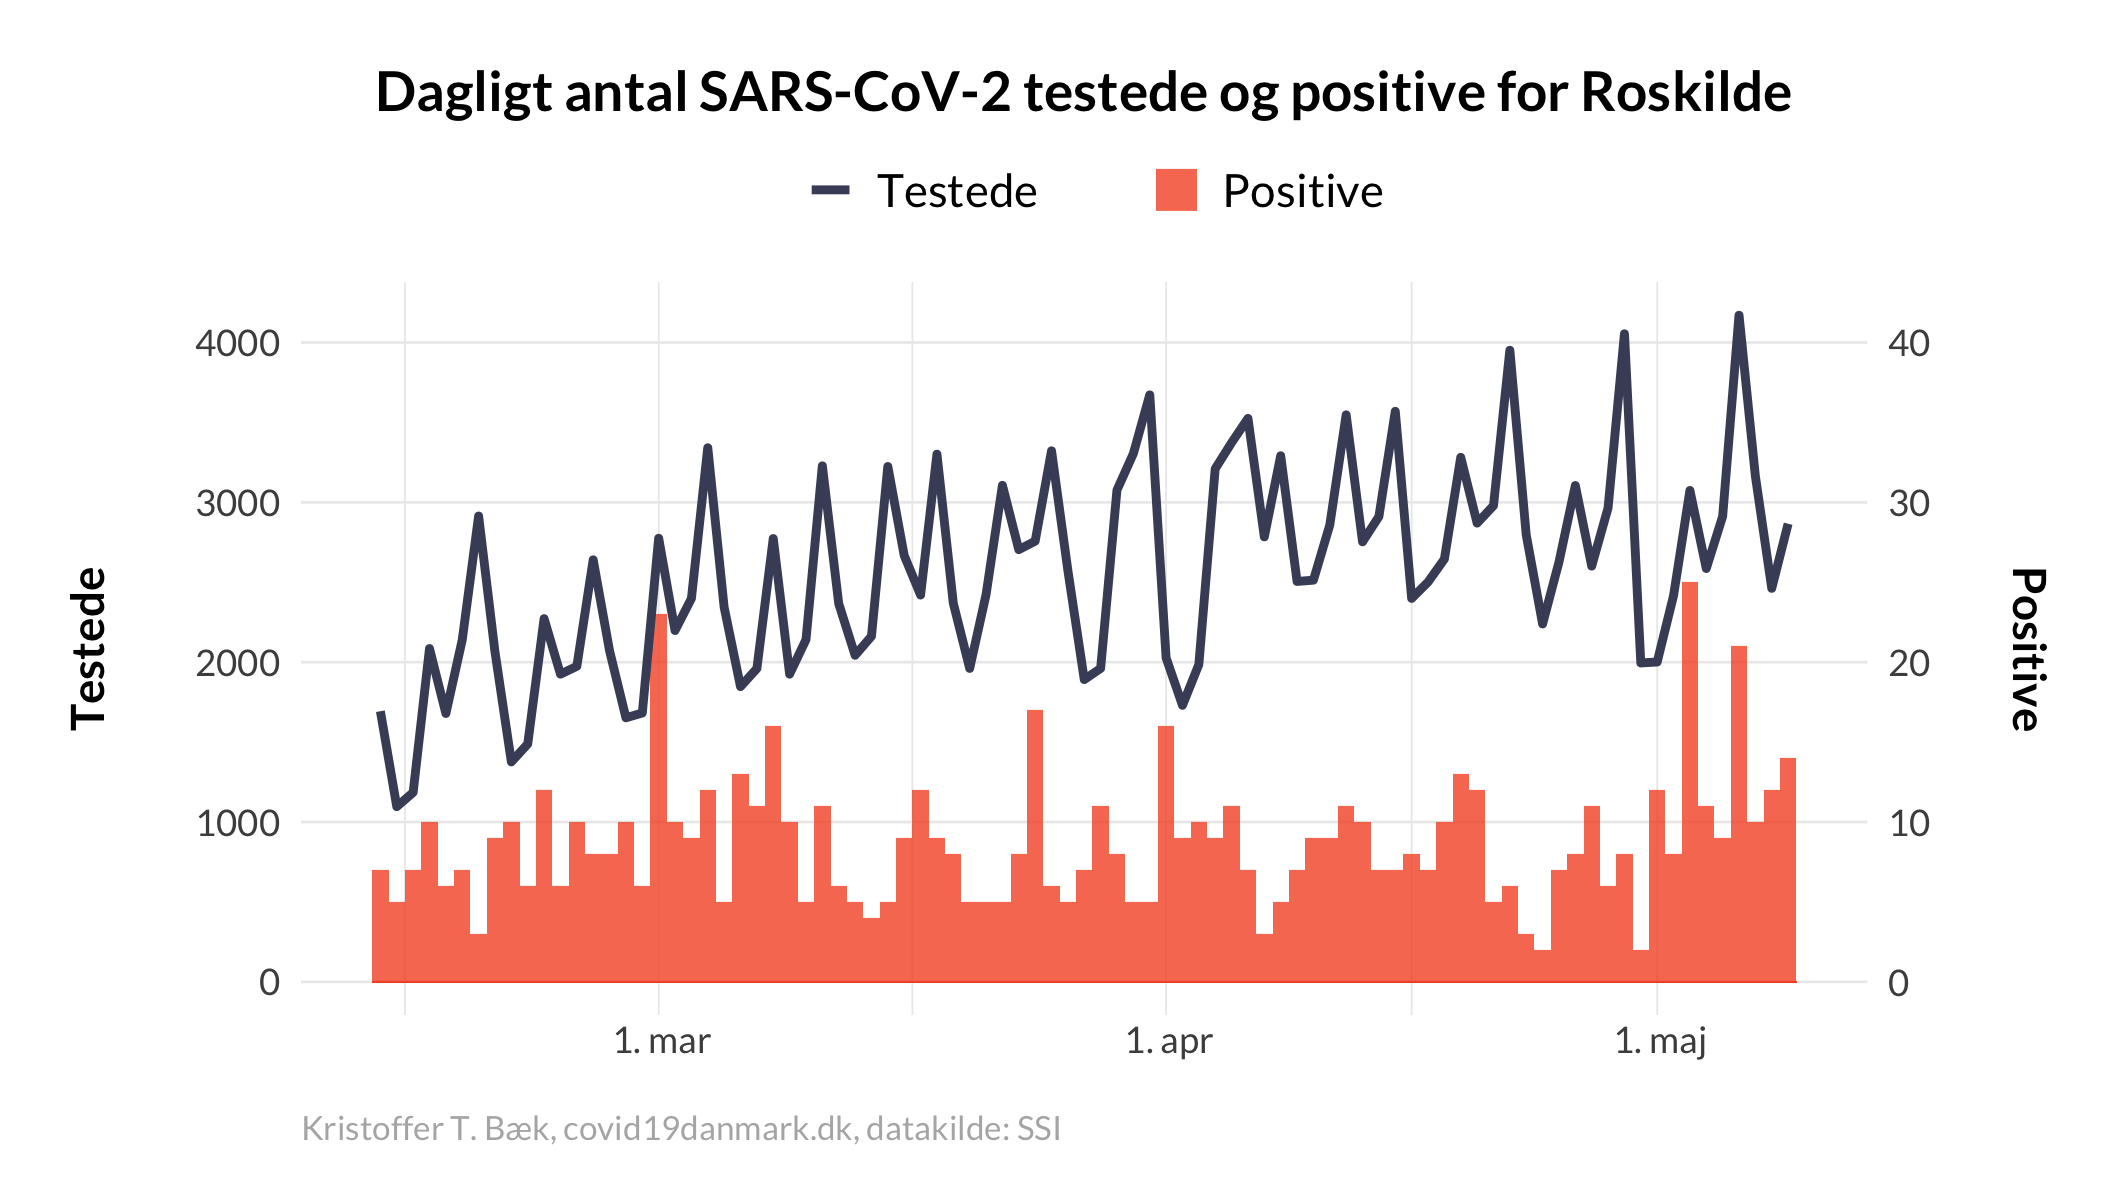 Dagligt antal SARS-CoV-2 testede og positive for Roskilde
Testede
Positive
4000
3000
2000
1000
0
Testede
40
30
20
10
0
Positive
1. mar
1. apr
1. maj
Kristoffer T. Bæk, covid19danmark.dk, datakilde: SSI